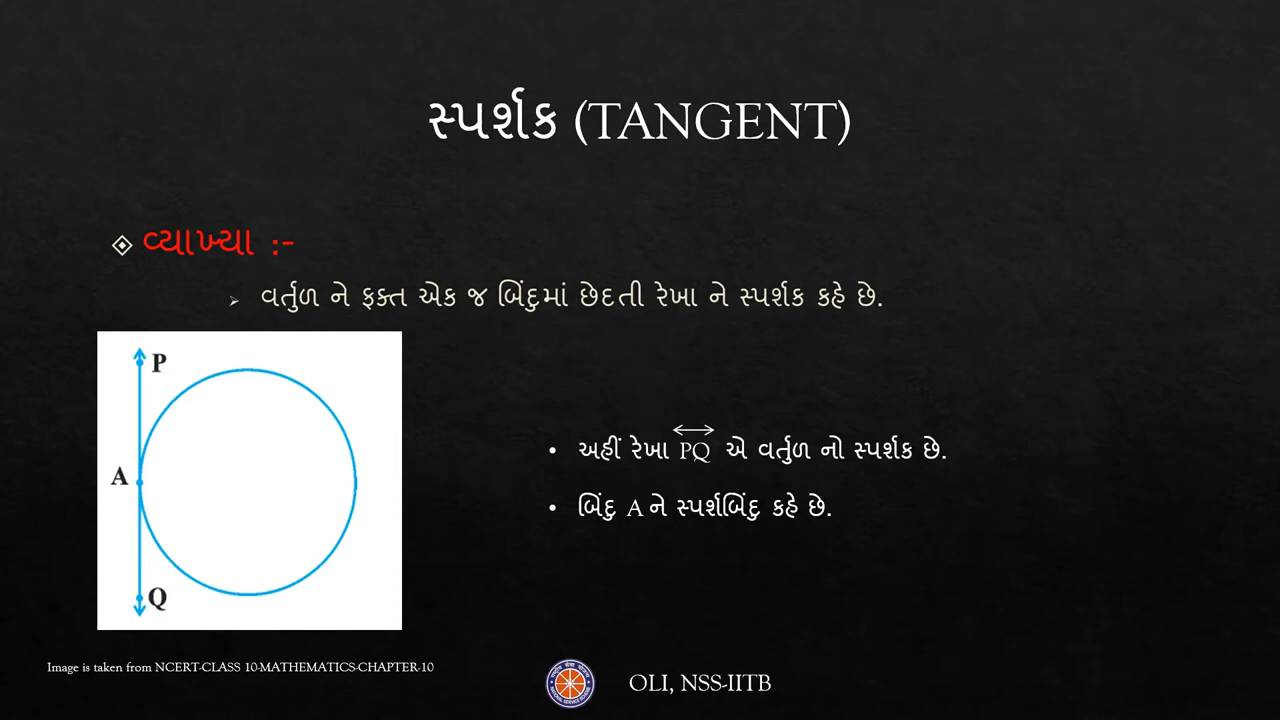 સ્પર્શક (TANGENT)
વ્યાખ્યા :-
વર્તુળ ને ફક્ત એક જ બિંદુમાં છેદતી રેખા ને સ્પર્શક કહે છે.
P
A
Q
અહીં રેખા PQ એ વર્તુળ નો સ્પર્શક છે.
બિંદુ A ને સ્પર્શબિંદુ કહે છે.
Image is taken from NCERT-CLASS 10-MATHEMATICS-CHAPTER-10
OLI, NSS-IITB